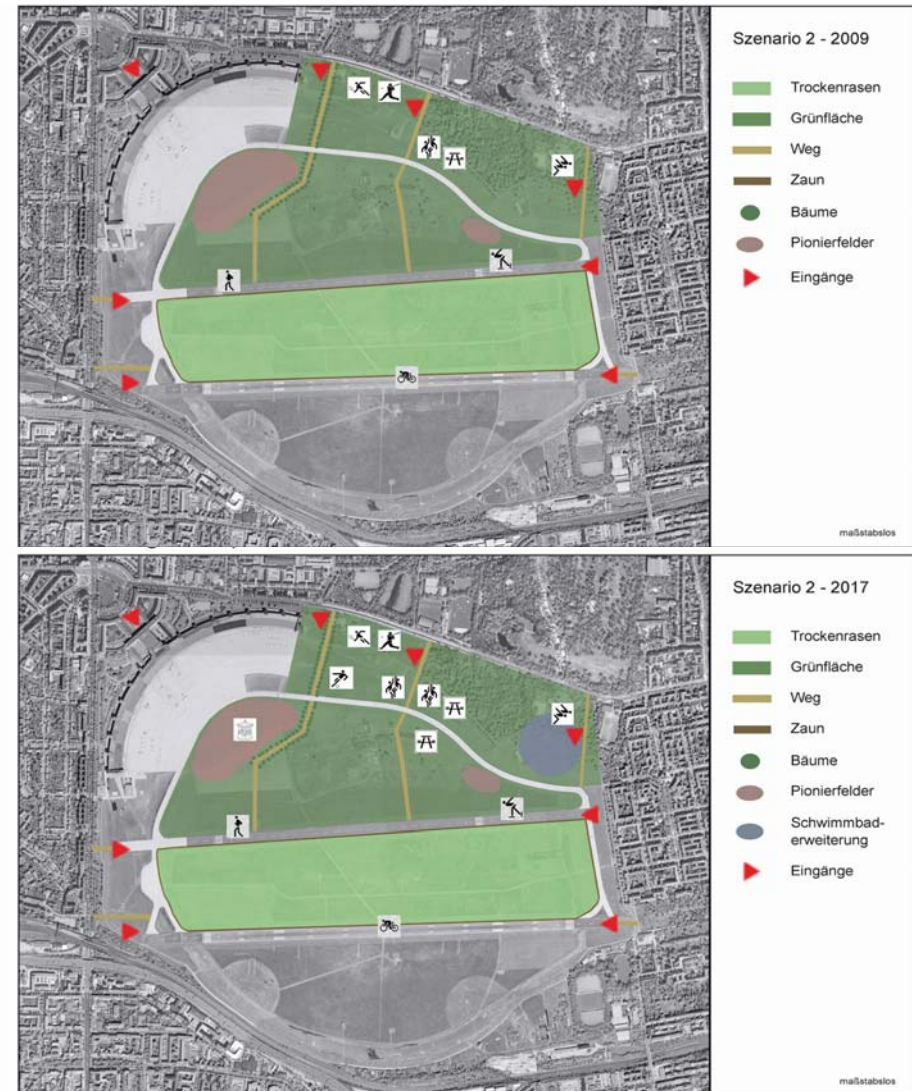 Szenario 2 - 2009
Trockenrasen
Grünfläche
Weg
Zaun
Bäume
Pionierfelder
Eingänge
maßstabslos
Szenario 2 - 2017
Trockenrasen
Grünfläche
Weg
Zaun
Bäume
Pionierfelder
Schwimmbad-
erweiterung
Eingänge
maßstabslos